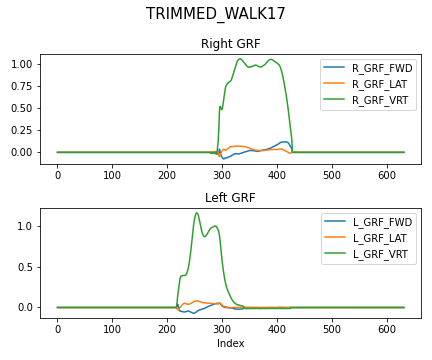 TRIMMED_WALK17
Right GRF
1.00
0.75
0.50
0.25
0.00
R_GRF_FWD
R_GRF_LAT
R_GRF_VRT
0 100 200 300 400 500 600
Left GRF
1.0
0.5
0.0
L_GRF_FWD
L_GRF_LAT
L_GRF_VRT
0 100 200 300 400 500 600
Index